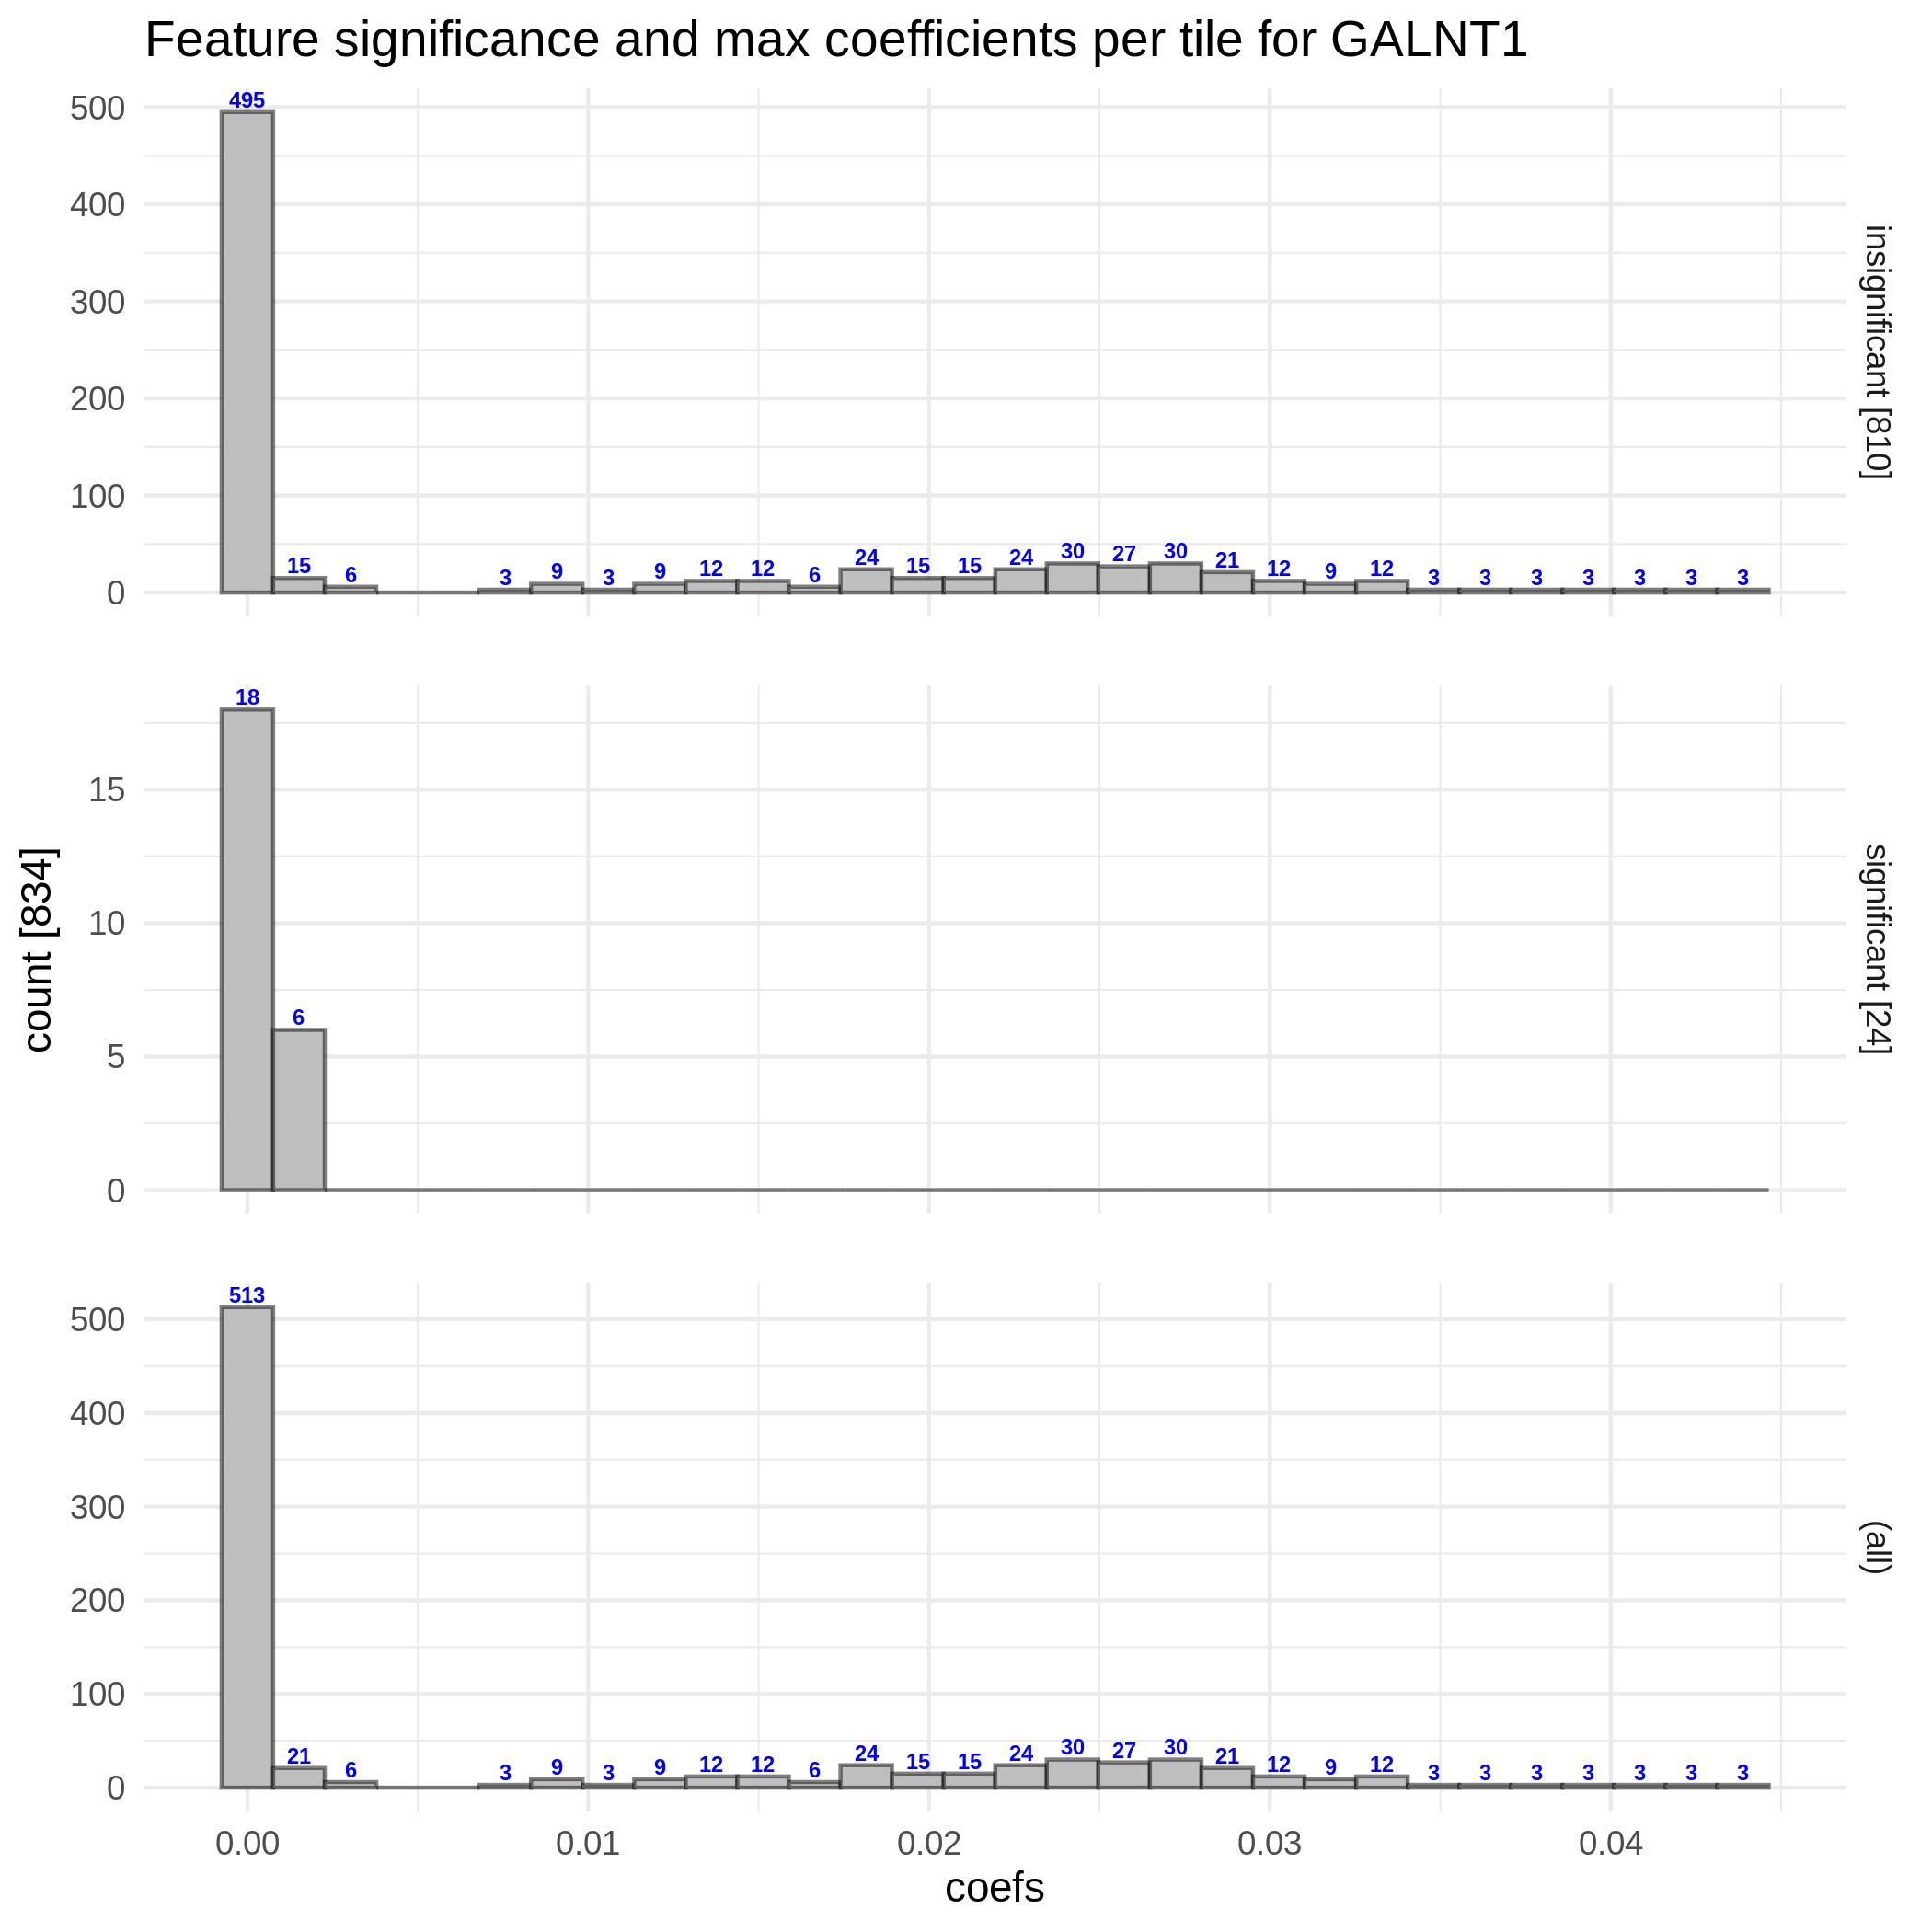 Feature significance and max coefficients per tile for GALNT1
count [834]
500
400
300
200
100
0
495 15 6 3 9 3 9 12 12 6 24 15 15 24 30 27 30 21 12 9 12 3 3 3 3 3 3 3
insignificant [810]
15
10
5
0
18 6
significant [24]
500
400
300
200
100
0
513 21 6 3 9 3 9 12 12 6 24 15 15 24 30 27 30 21 12 9 12 3 3 3 3 3 3 3
(all)
0.00 0.01 0.02 0.03 0.04
coefs